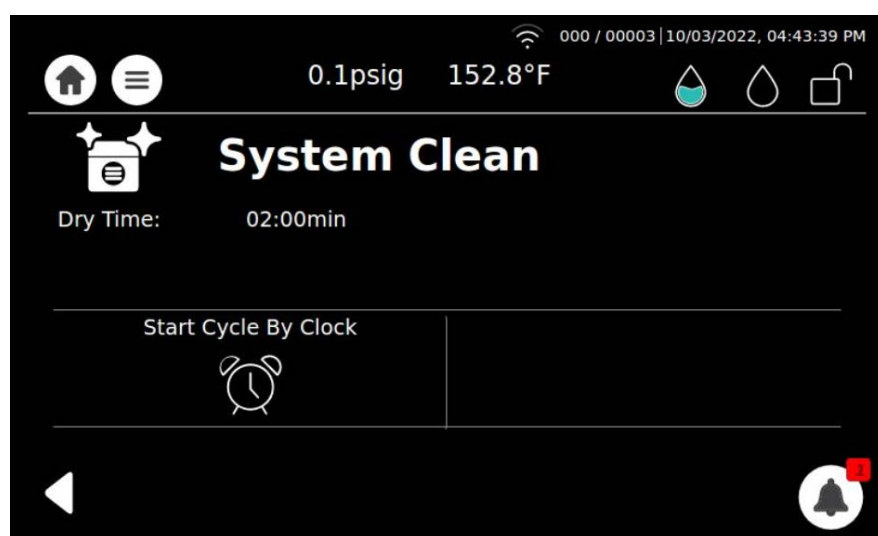 000 / 00003 | 10/03/2022, 04:43:39 PM
0.1psig 152.8°F
System Clean
Dry Time: 02:00min
Start Cycle By Clock
1